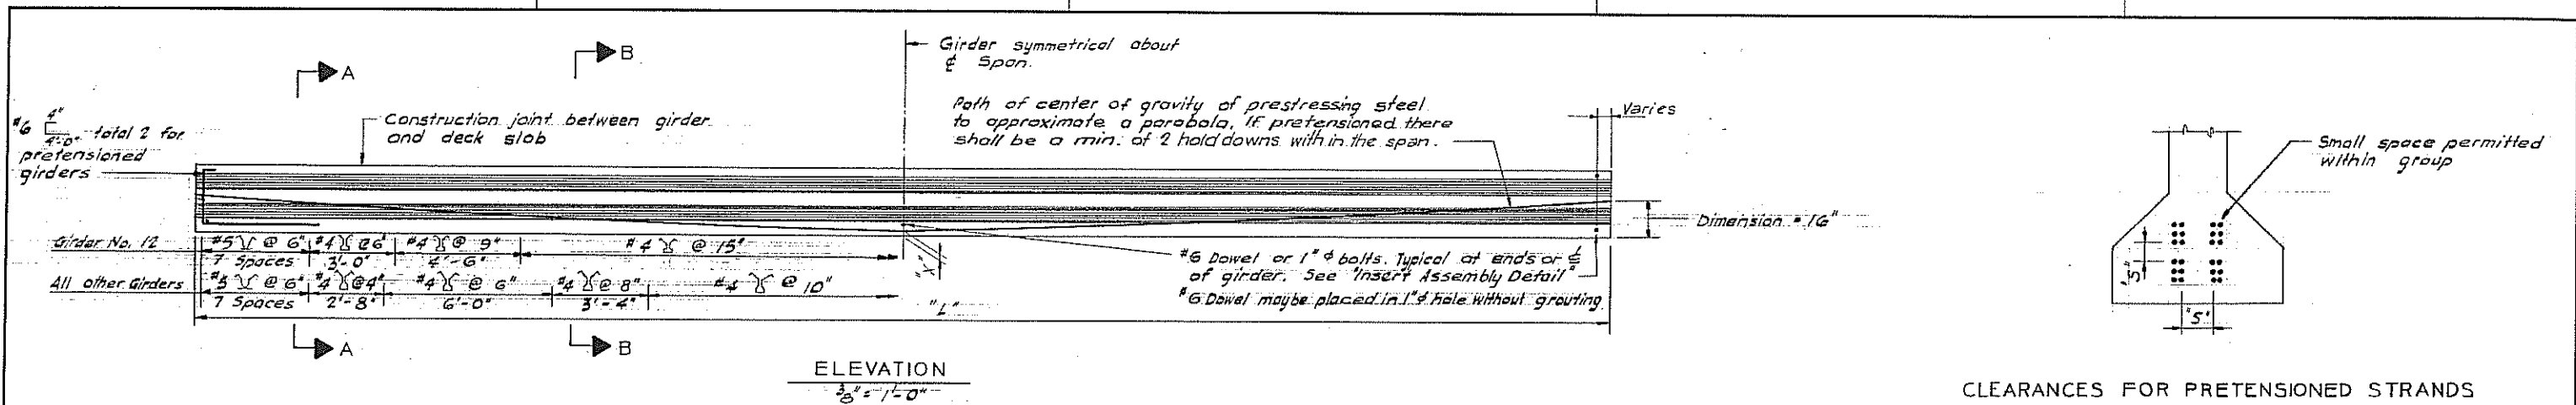 B
A
Girder symmetrical about
℄ Span.
Path of center of gravity of prestressing steel
to approximate a parabola. If pretensioned there
shall be a min. of 2 hold downs with in the span.
Varies
Construction joint between girder
and deck slab
#6 4"
4'-0" total 2 for
pretensioned
girders
Small space permitted
within group
Dimension = 16"
Girder No. 12
#5 @ 6" #4 @ 6" #4 @ 9" #4 @ 15"
7 Spaces 3'-0" 4'-6"
All other Girders
#5 @ 6" #4 @ 4" #4 @ 6" #4 @ 8" #4 @ 10"
7 Spaces 2'-8" 6'-0" 3'-4"
"X"
"L"
#6 Dowel or 1" ϕ bolts. Typical at ends or ℄
of girder. See "Insert Assembly Detail"
#6 Dowel maybe placed in 1" ϕ hole without grouting.
"5"
A
B
ELEVATION
3/8" = 1'-0"
CLEARANCES FOR PRETENSIONED STRANDS